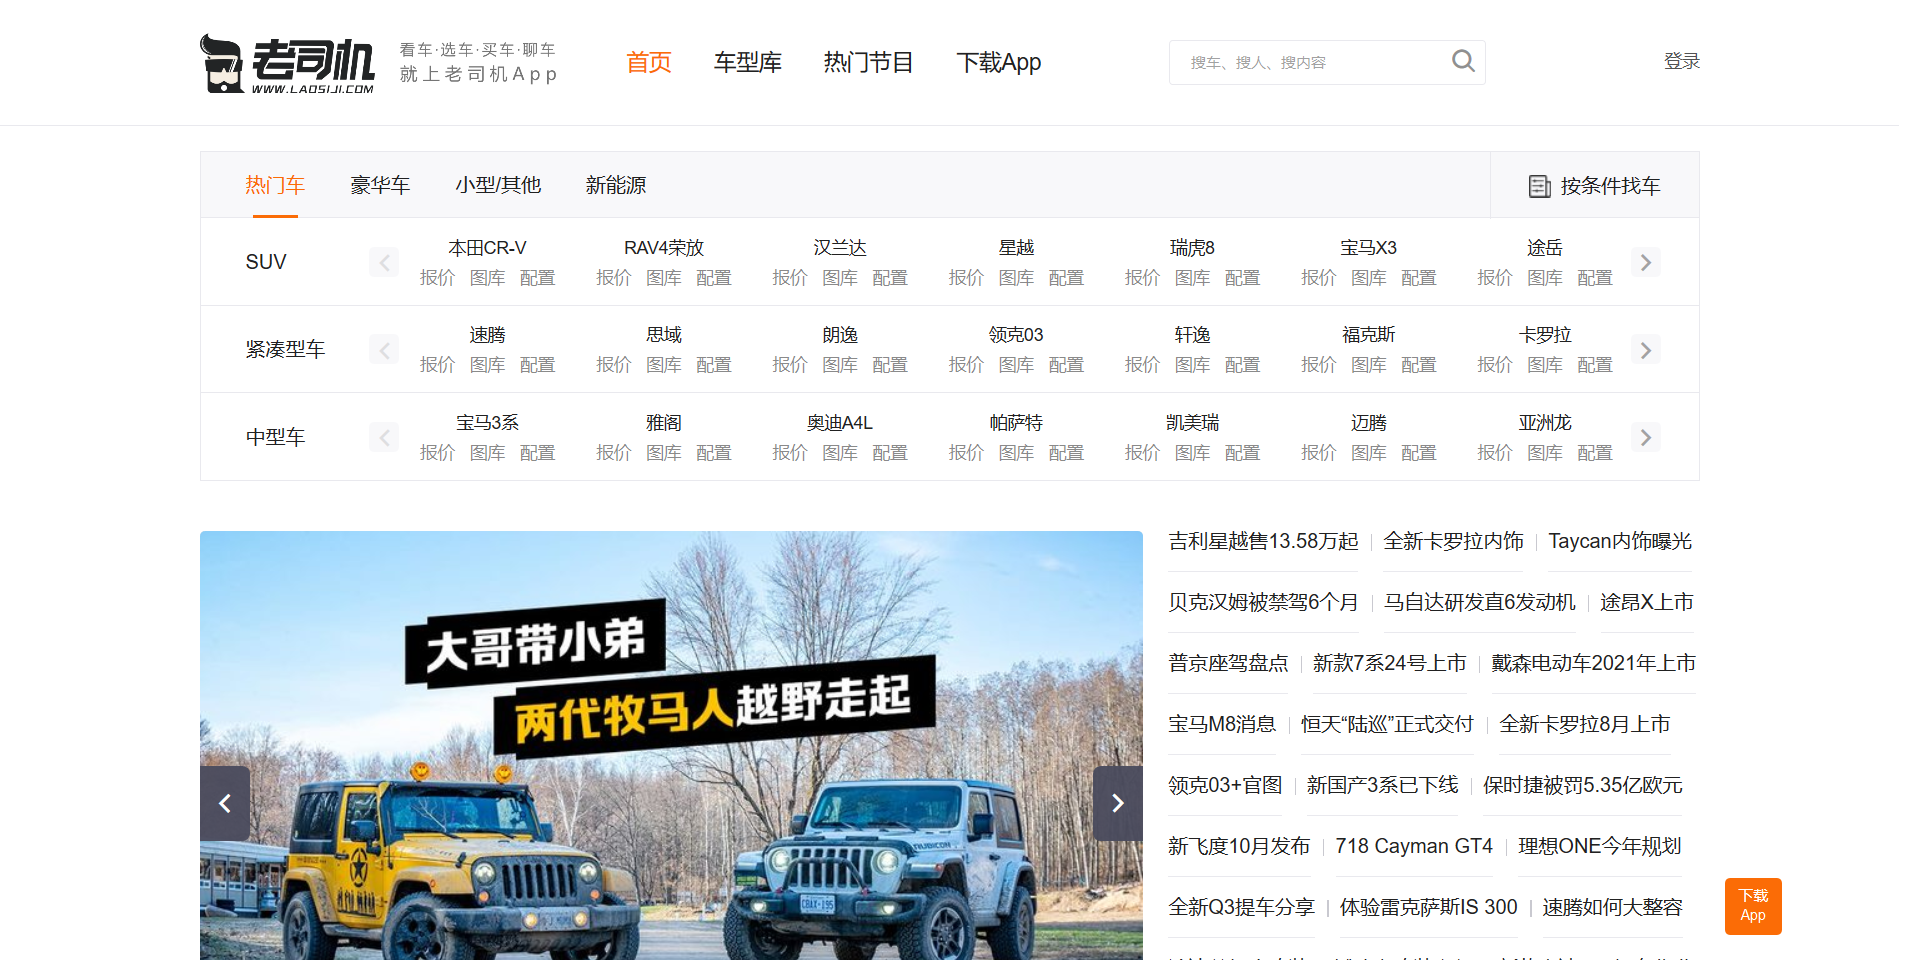 老司机
WWW.LAOSIJI.COM
看车·选车·买车·聊车
就上老司机App
首页 车型库 热门节目 下载App
搜车、搜人、搜内容
登录
热门车 豪华车 小型/其他 新能源 按条件找车
SUV
本田CR-V RAV4荣放 汉兰达 星越 瑞虎8 宝马X3 途岳
报价 图库 配置 报价 图库 配置 报价 图库 配置 报价 图库 配置 报价 图库 配置 报价 图库 配置 报价 图库 配置
紧凑型车
速腾 思域 朗逸 领克03 轩逸 福克斯 卡罗拉
报价 图库 配置 报价 图库 配置 报价 图库 配置 报价 图库 配置 报价 图库 配置 报价 图库 配置 报价 图库 配置
中型车
宝马3系 雅阁 奥迪A4L 帕萨特 凯美瑞 迈腾 亚洲龙
报价 图库 配置 报价 图库 配置 报价 图库 配置 报价 图库 配置 报价 图库 配置 报价 图库 配置 报价 图库 配置
大哥带小弟
两代牧马人越野走起
RUBICON
吉利星越售13.58万起 全新卡罗拉内饰 Taycan内饰曝光
贝克汉姆被禁驾6个月 马自达研发直6发动机 途昂X上市
普京座驾盘点 新款7系24号上市 戴森电动车2021年上市
宝马M8消息 恒天“陆巡”正式交付 全新卡罗拉8月上市
领克03+官图 新国产3系已下线 保时捷被罚5.35亿欧元
新飞度10月发布 718 Cayman GT4 理想ONE今年规划
全新Q3提车分享 体验雷克萨斯IS 300 速腾如何大整容
下载
App